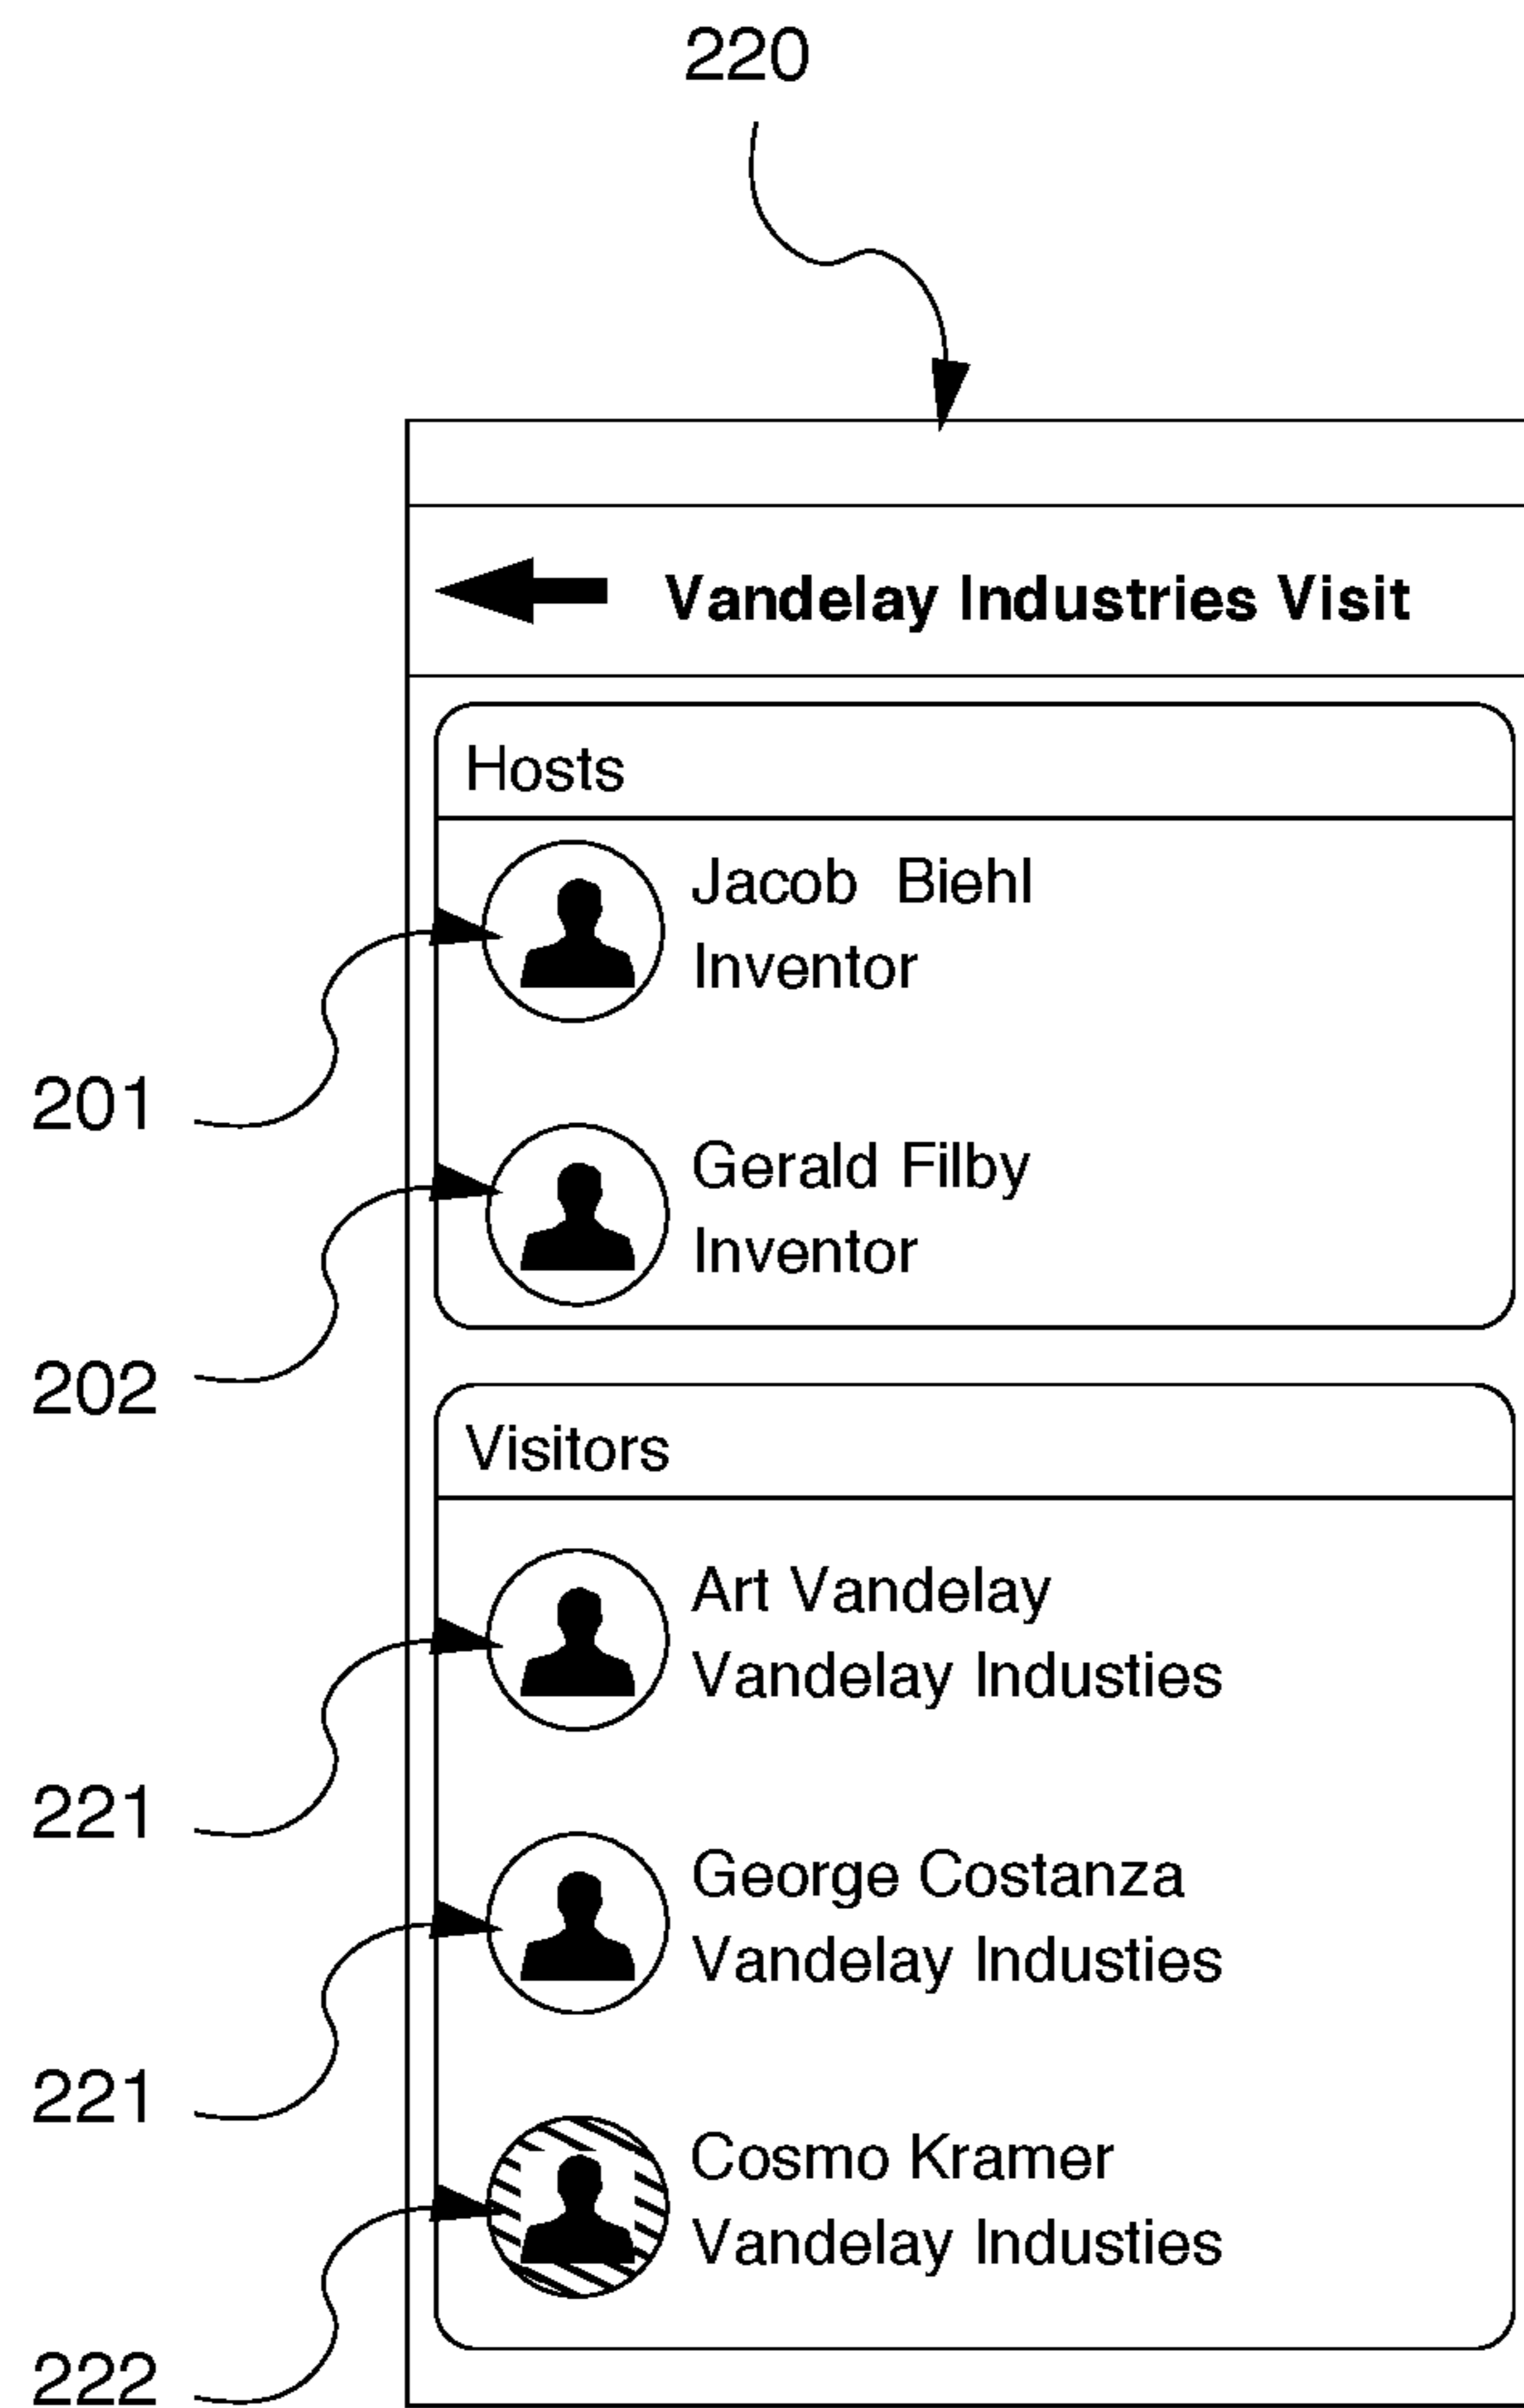 220
Vandelay Industries Visit
Hosts
Jacob Biehl
Inventor
201
Gerald Filby
Inventor
202
Visitors
Art Vandelay
Vandelay Industies
221
George Costanza
Vandelay Industies
221
Cosmo Kramer
Vandelay Industies
222